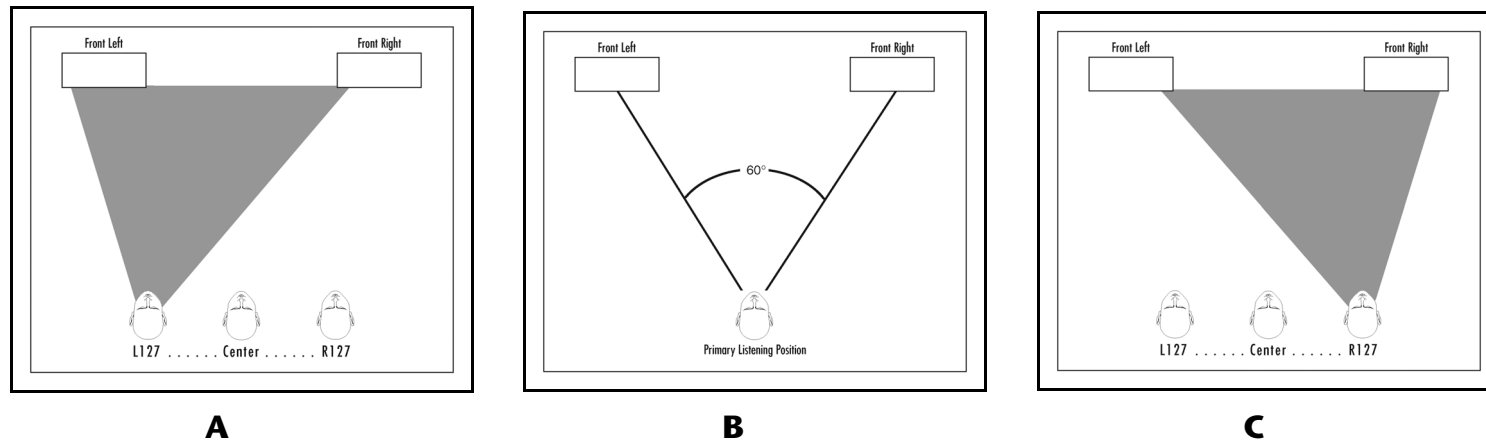 Front Left Front Right
L127 . . . . . . Center . . . . . . R127
A
Front Left Front Right
60°
Primary Listening Position
B
Front Left Front Right
L127 . . . . . . Center . . . . . . R127
C